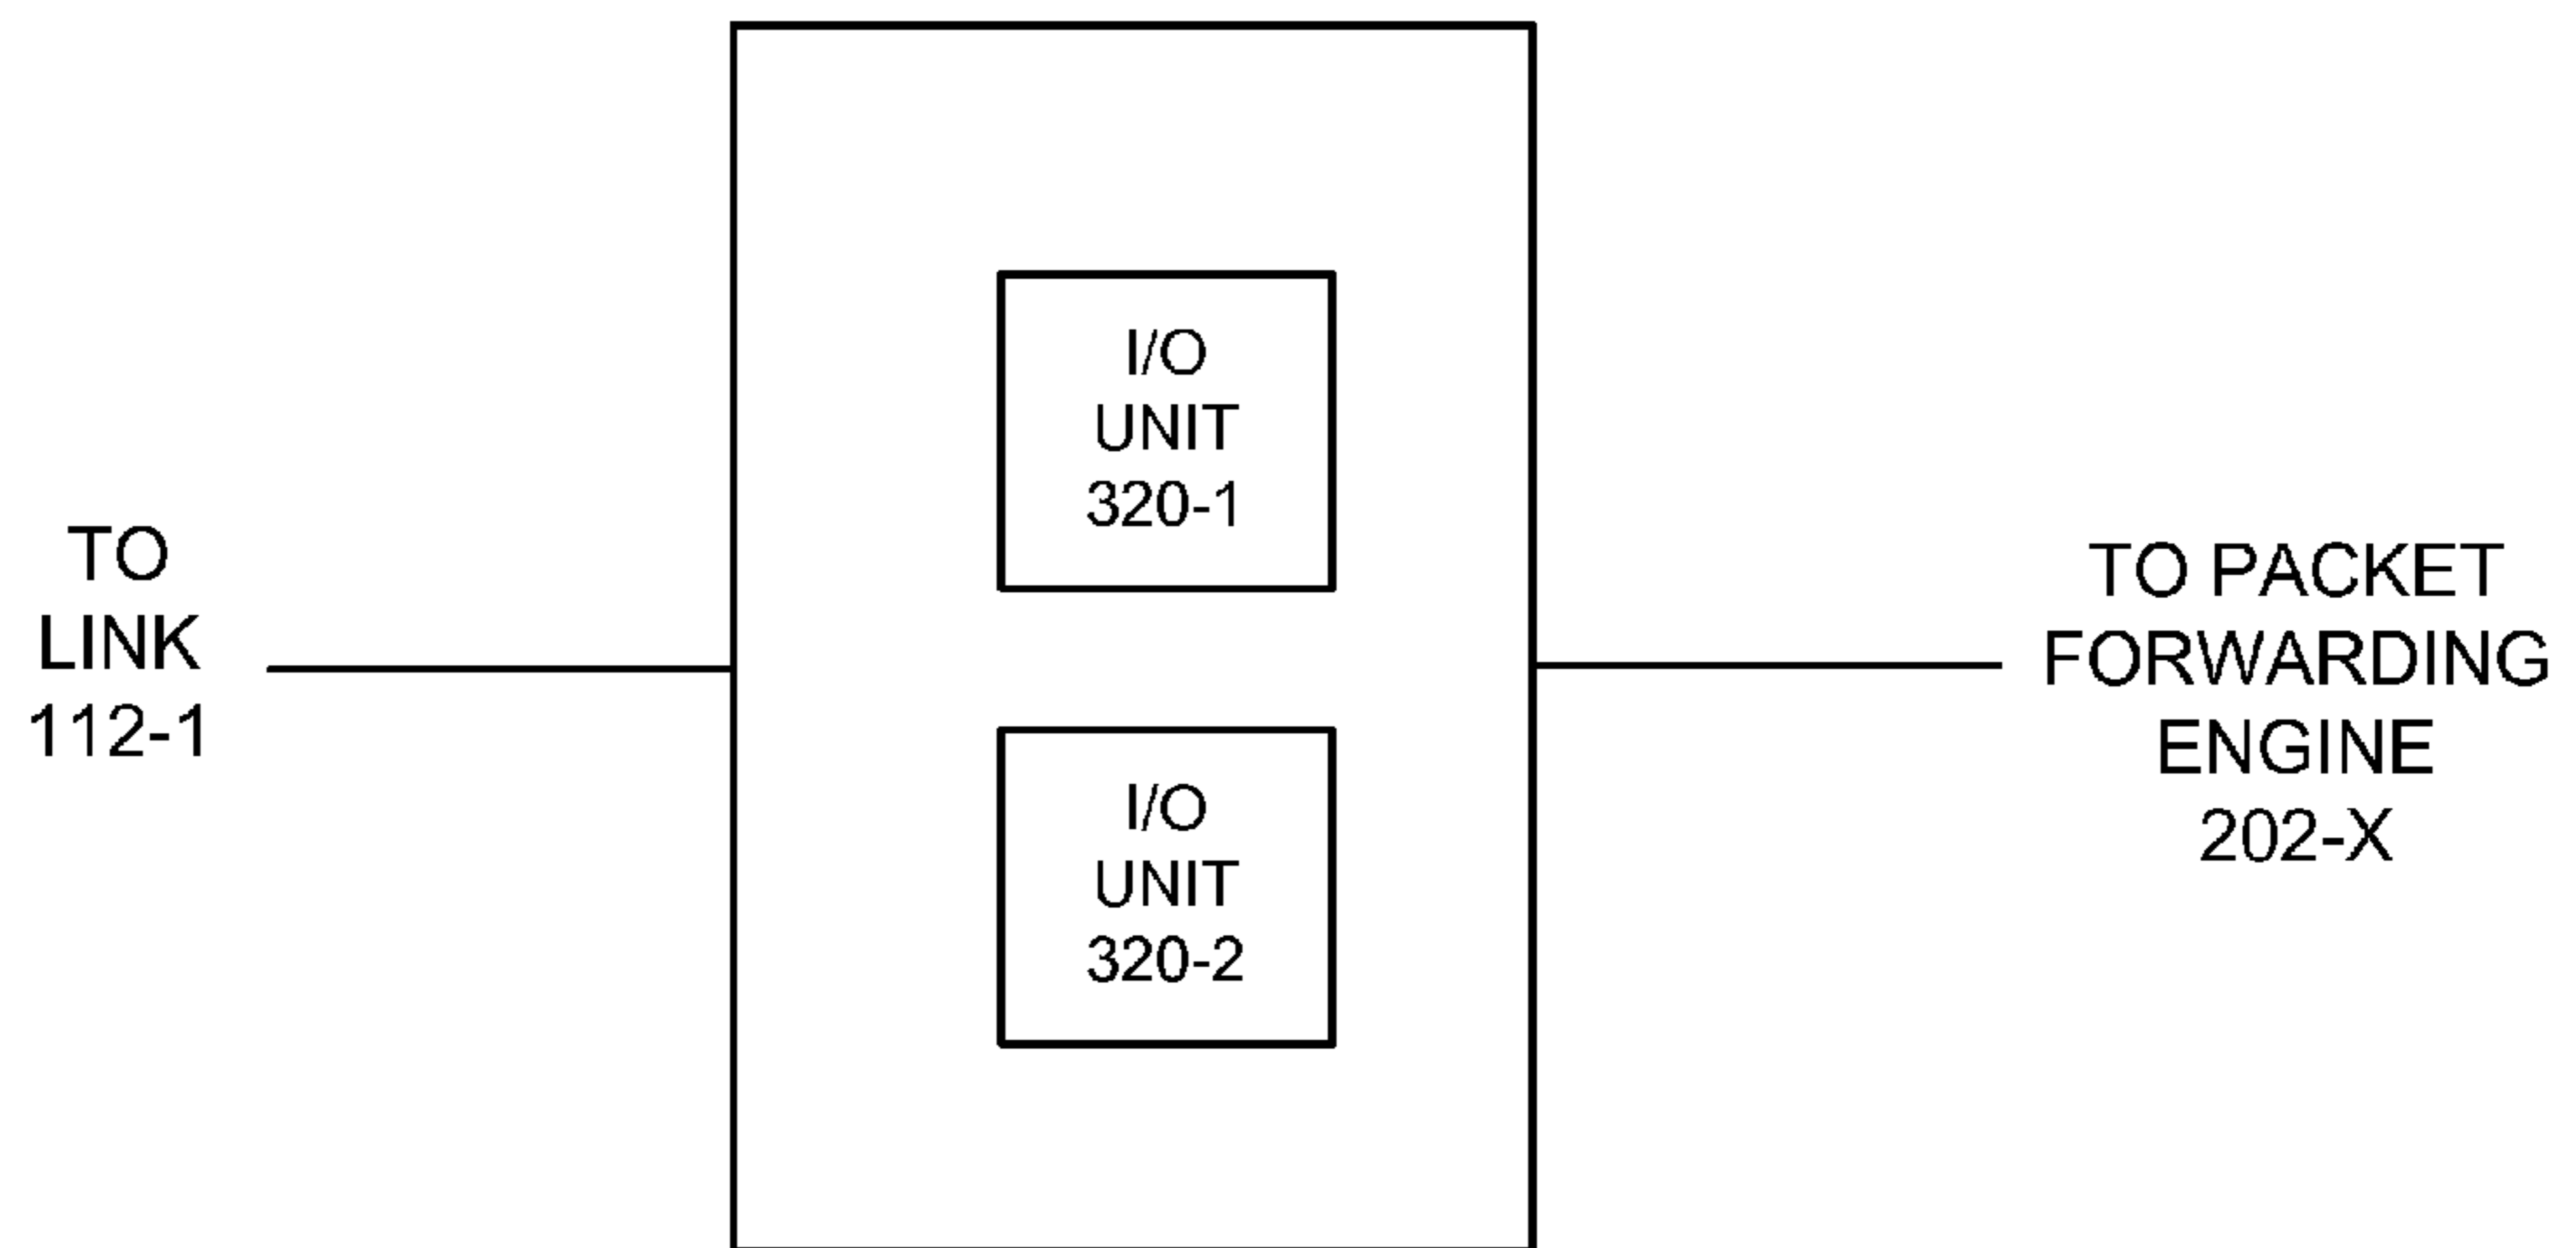 TO
LINK
112-1
I/O
UNIT
320-1
I/O
UNIT
320-2
TO PACKET
FORWARDING
ENGINE
202-X